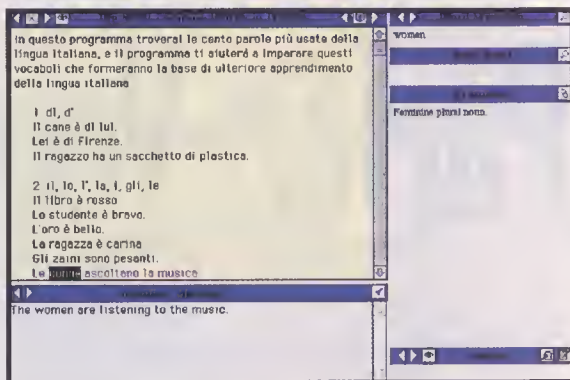 In questo programma troverai le cento parole più usate della
lingua Italiana, e il programma ti aiuterá a imparare questi
vocaboli che formeranno la base di ulteriore apprendimento
della lingua italiana
1 di, d'
Il cane è di lui.
Lei è di Firenze.
Il ragazzo ha un sacchetto di plastica.
2 il, lo, l', la, i, gli, le
Il libro è rosso
Lo studente è bravo.
L'oro è bello.
La ragazza è carina
Gli zaini sono pesanti.
Le donne ascoltano la musica
The women are listening to the music.
women
Feminine plural noun.